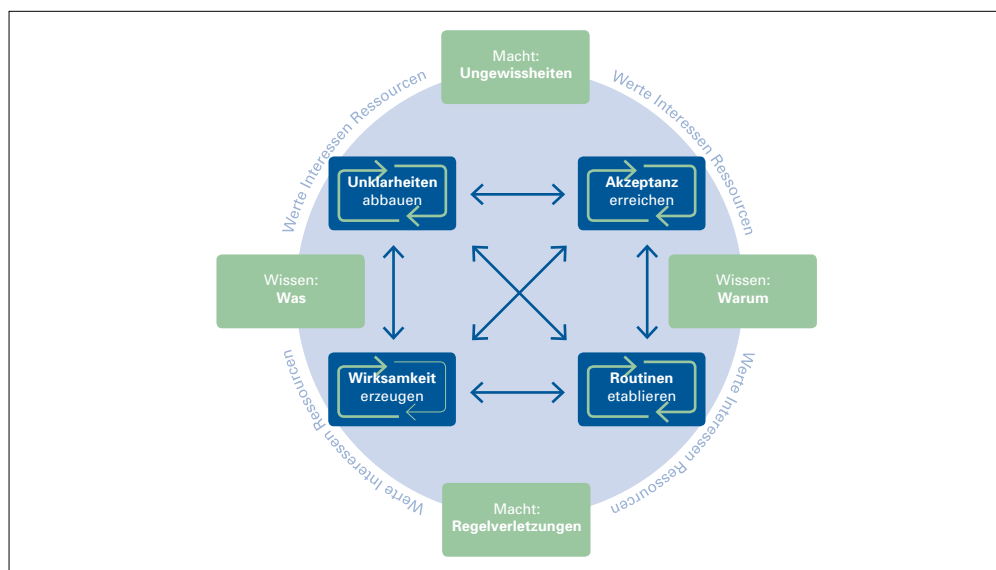 Macht:
Ungewissheiten
Werte Interessen Ressourcen
Werte Interessen Ressourcen
Unklarheiten
abbauen
Akzeptanz
erreichen
Wissen:
Was
Wissen:
Warum
Wirksamkeit
erzeugen
Routinen
etablieren
Werte Interessen Ressourcen
Werte Interessen Ressourcen
Macht:
Regelverletzungen